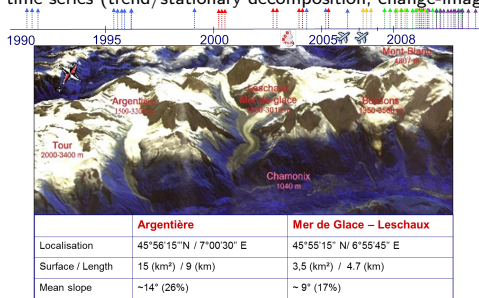 time series (trend/stationary decomposition, change-imag
1990 1995 2000 2005 2008
Mont-Blanc
4807 m
Leschaux
Argentière Mer de glace Bossons
Tour
2000-3400 m
Chamonix
1040 m
Argentière Mer de Glace – Leschaux
Localisation 45°56'15"N / 7°00'30" E 45°55'15" N/ 6°55'45" E
Surface / Length 15 (km²) / 9 (km) 3,5 (km²) / 4.7 (km)
Mean slope ~14° (26%) ~ 9° (17%)